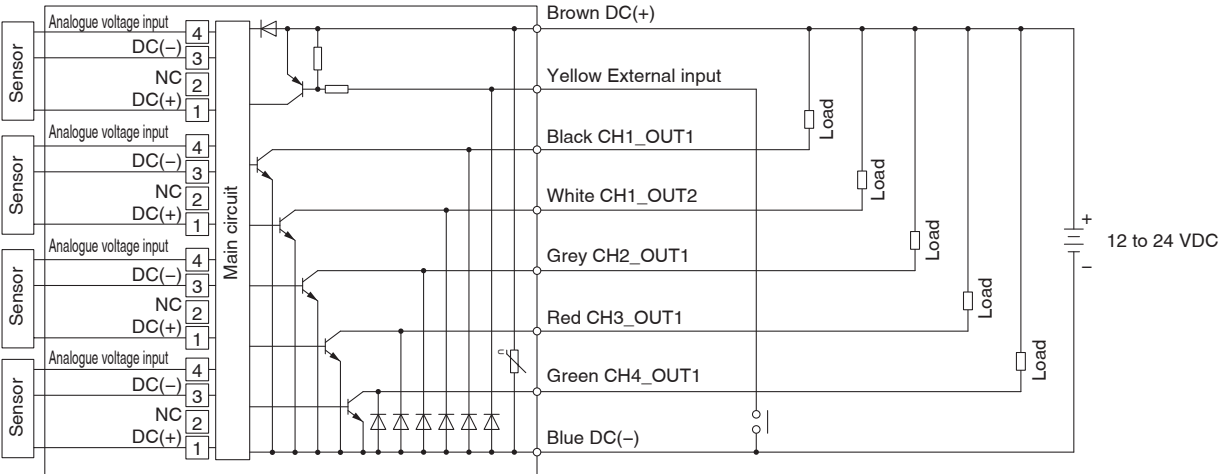 Sensor
Analogue voltage input 4
DC(−) 3
NC 2
DC(+) 1
Sensor
Analogue voltage input 4
DC(−) 3
NC 2
DC(+) 1
Sensor
Analogue voltage input 4
DC(−) 3
NC 2
DC(+) 1
Sensor
Analogue voltage input 4
DC(−) 3
NC 2
DC(+) 1
Main circuit
Brown DC(+)
Yellow External input
Black CH1_OUT1
White CH1_OUT2
Grey CH2_OUT1
Red CH3_OUT1
Green CH4_OUT1
Blue DC(−)
Load
Load
Load
Load
Load
+
12 to 24 VDC
−